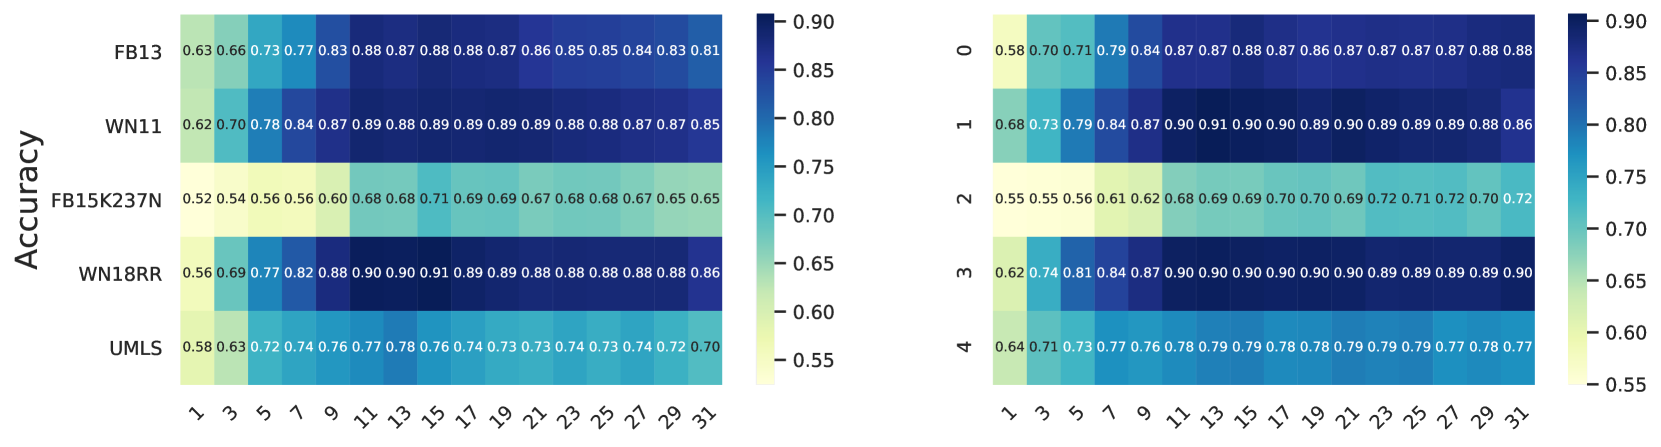 Accuracy
FB13 0.63 0.66 0.73 0.77 0.83 0.88 0.87 0.88 0.88 0.87 0.86 0.85 0.85 0.84 0.83 0.81
WN11 0.62 0.70 0.78 0.84 0.87 0.89 0.88 0.89 0.89 0.89 0.89 0.88 0.88 0.87 0.87 0.85
FB15K237N 0.52 0.54 0.56 0.56 0.60 0.68 0.68 0.71 0.69 0.69 0.67 0.68 0.68 0.67 0.65 0.65
WN18RR 0.56 0.69 0.77 0.82 0.88 0.90 0.90 0.91 0.89 0.89 0.88 0.88 0.88 0.88 0.88 0.86
UMLS 0.58 0.63 0.72 0.74 0.76 0.77 0.78 0.76 0.74 0.73 0.73 0.74 0.73 0.74 0.72 0.70
1 3 5 7 9 11 13 15 17 19 21 23 25 27 29 31
0.90
0.85
0.80
0.75
0.70
0.65
0.60
0.55
0 0.58 0.70 0.71 0.79 0.84 0.87 0.87 0.88 0.87 0.86 0.87 0.87 0.87 0.87 0.88 0.88
1 0.68 0.73 0.79 0.84 0.87 0.90 0.91 0.90 0.90 0.89 0.90 0.89 0.89 0.89 0.88 0.86
2 0.55 0.55 0.56 0.61 0.62 0.68 0.69 0.69 0.70 0.70 0.69 0.72 0.71 0.72 0.70 0.72
3 0.62 0.74 0.81 0.84 0.87 0.90 0.90 0.90 0.90 0.90 0.90 0.89 0.89 0.89 0.89 0.90
4 0.64 0.71 0.73 0.77 0.76 0.78 0.79 0.79 0.78 0.78 0.79 0.79 0.79 0.77 0.78 0.77
1 3 5 7 9 11 13 15 17 19 21 23 25 27 29 31
0.90
0.85
0.80
0.75
0.70
0.65
0.60
0.55